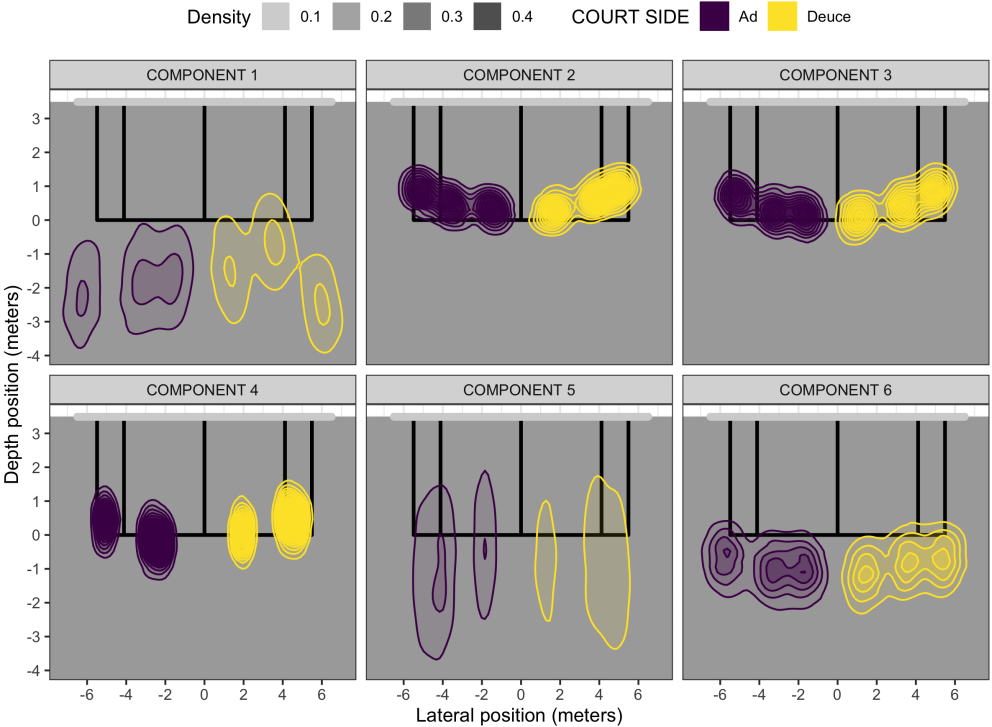 Density 0.1 0.2 0.3 0.4 COURT SIDE Ad Deuce
COMPONENT 1 COMPONENT 2 COMPONENT 3
3
2
1
0
-1
-2
-3
-4
COMPONENT 4 COMPONENT 5 COMPONENT 6
3
2
1
0
-1
-2
-3
-4
-6 -4 -2 0 2 4 6 -6 -4 -2 0 2 4 6 -6 -4 -2 0 2 4 6
Lateral position (meters)
Depth position (meters)